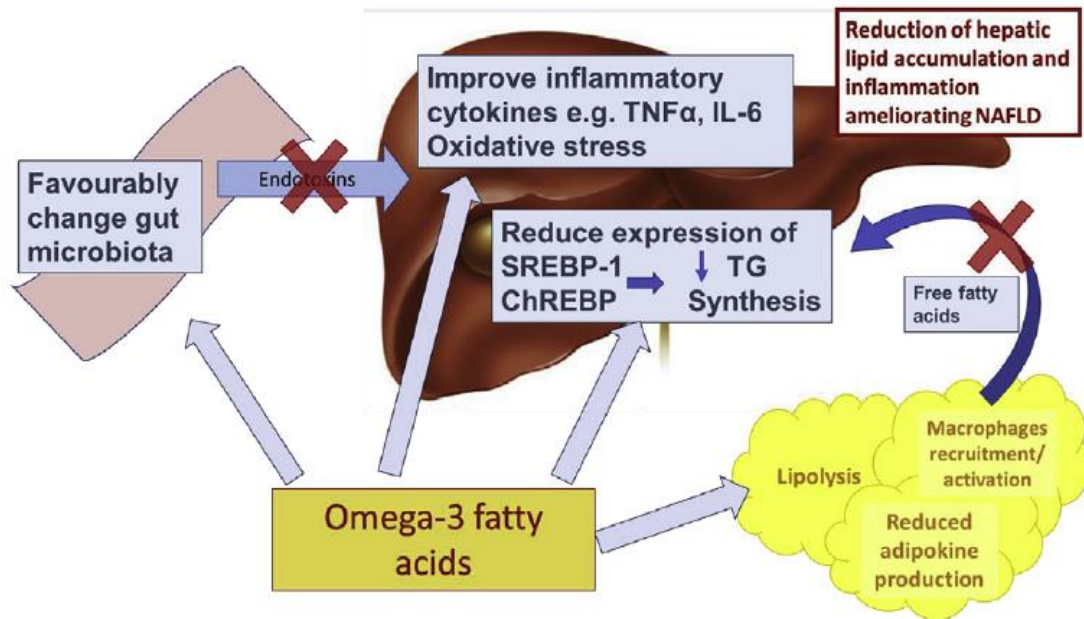 Reduction of hepatic
lipid accumulation and
inflammation
ameliorating NAFLD
Improve inflammatory
cytokines e.g. TNFα, IL-6
Oxidative stress
Endotoxins
Favourably
change gut
microbiota
Reduce expression of
SREBP-1 TG
ChREBP Synthesis
Free fatty
acids
Macrophages
recruitment/
activation
Lipolysis
Reduced
adipokine
production
Omega-3 fatty
acids